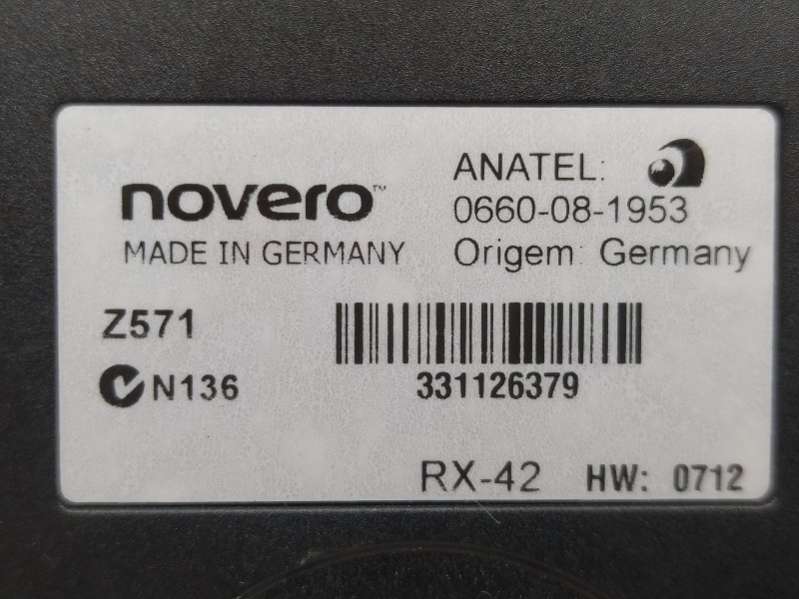 novero™
MADE IN GERMANY
ANATEL:
0660-08-1953
Origem: Germany
Z571
N136
331126379
RX-42 HW: 0712